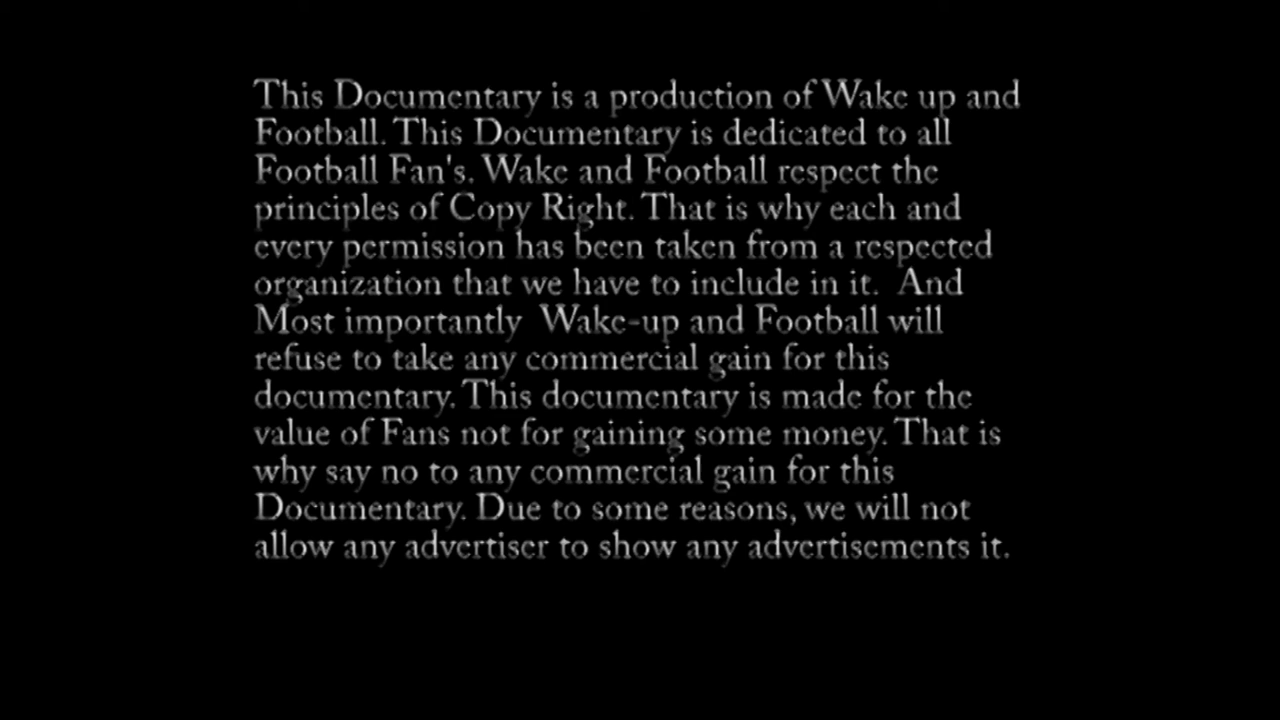 This Documentary is a production of Wake up and
Football. This Documentary is dedicated to all
Football Fan's. Wake and Football respect the
principles of Copy Right. That is why each and
every permission has been taken from a respected
organization that we have to include in it.  And
Most importantly  Wake-up and Football will
refuse to take any commercial gain for this
documentary. This documentary is made for the
value of Fans not for gaining some money. That is
why say no to any commercial gain for this
Documentary. Due to some reasons, we will not
allow any advertiser to show any advertisements it.